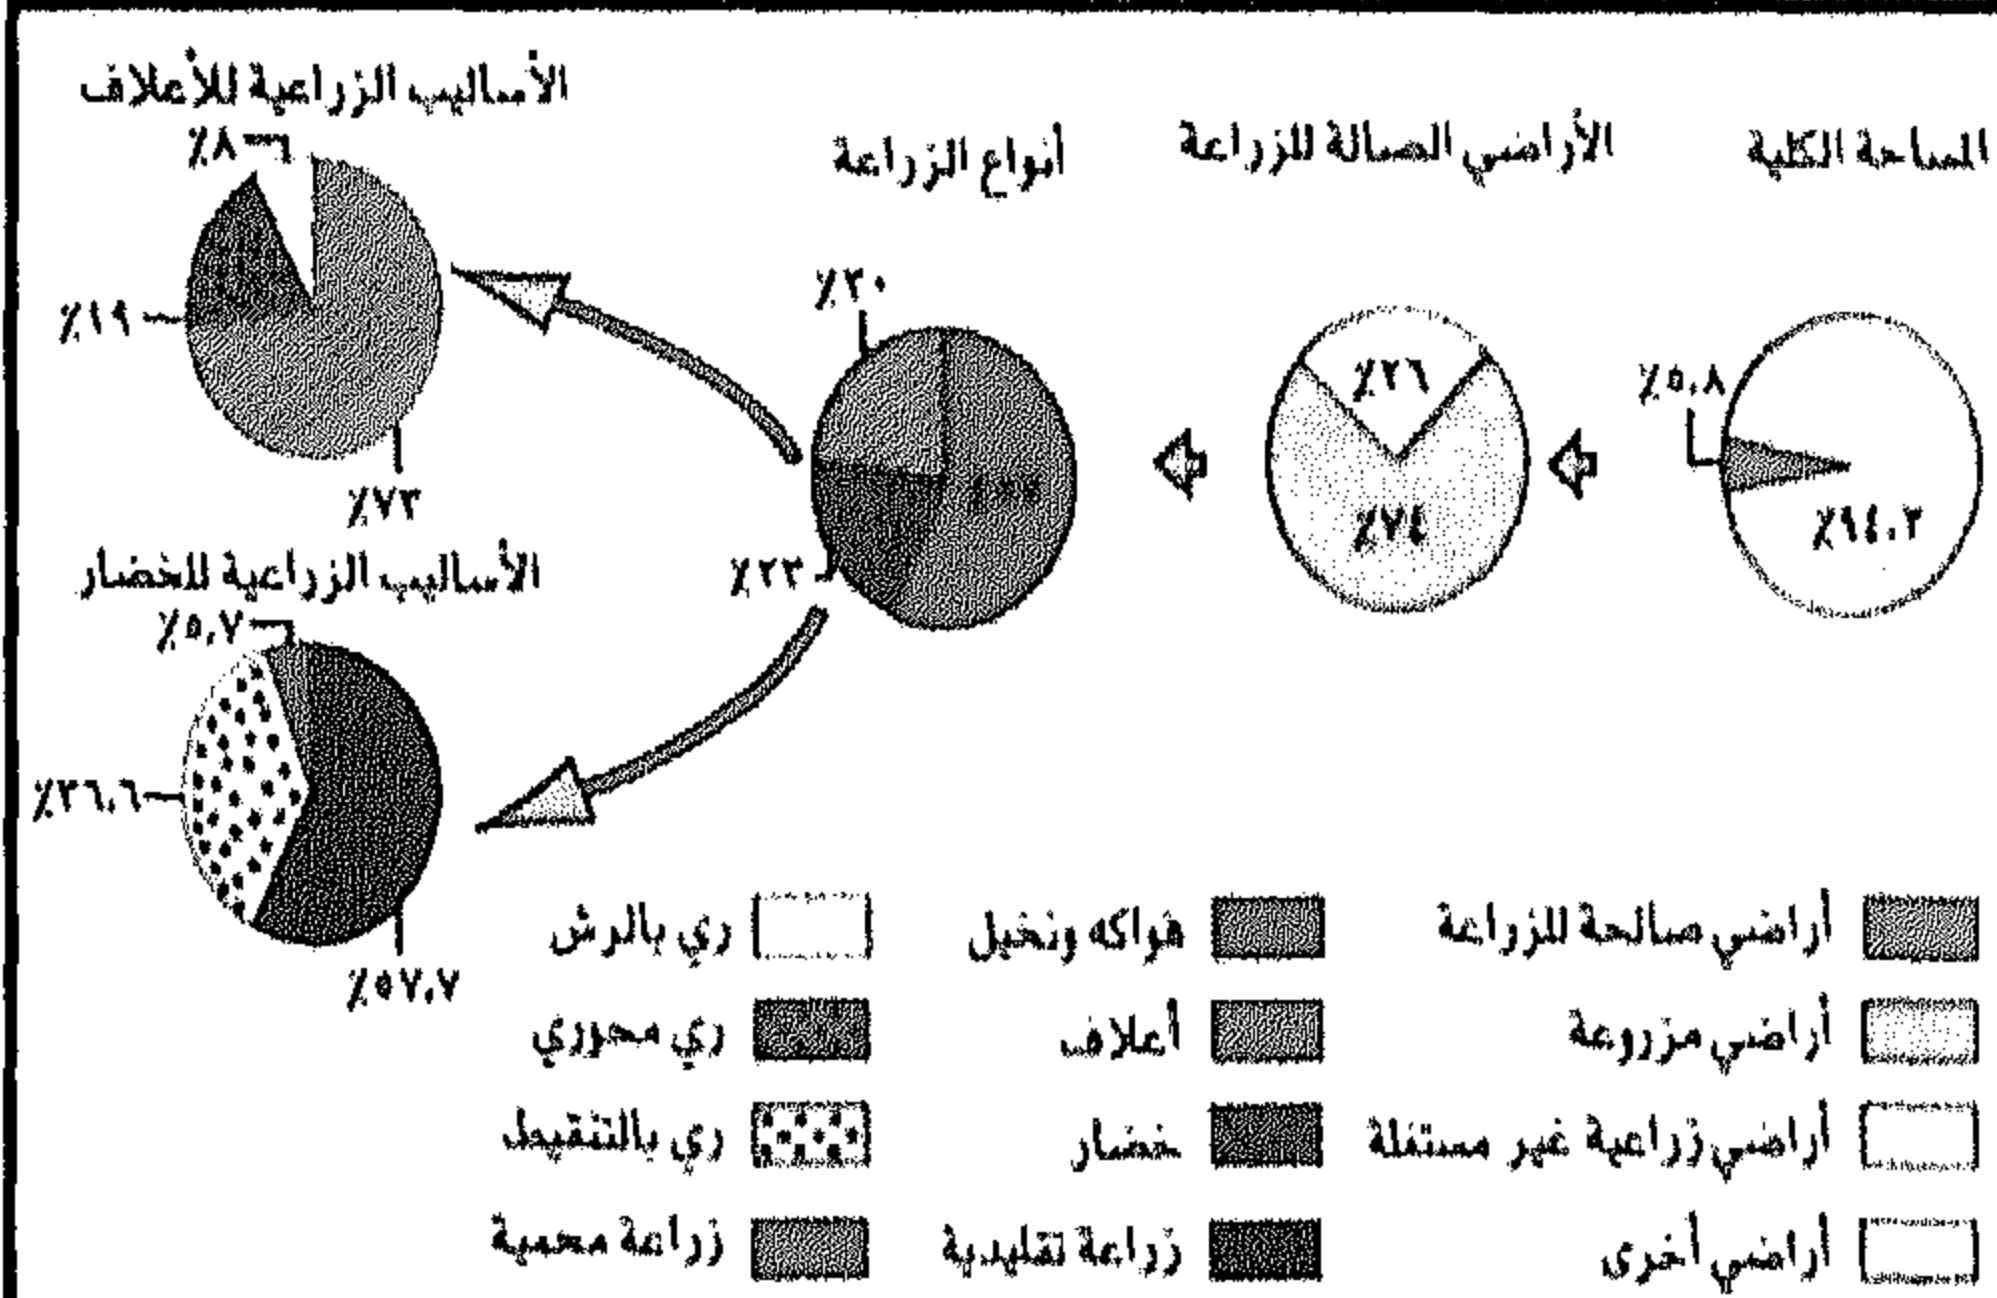 المساحة الكلية
٪٥,٨
٪٩٤,٢
الأراضي الصالة للزراعة
٪٢٦
٪٧٤
أنواع الزراعة
٪٢٠
٪٢٣
الأساليب الزراعية للأعلاف
٪٨
٪١٩
٪٧٣
الأساليب الزراعية للخضار
٪٥,٧
٪٣٦,٦
٪٥٧,٧
أراضي صالحة للزراعة
أراضي مزروعة
أراضي زراعية غير مستغلة
أراضي أخرى
فواكه ونخيل
أعلاف
خضار
زراعة تقليدية
ري بالرش
ري محوري
ري بالتنقيط
زراعة محمية